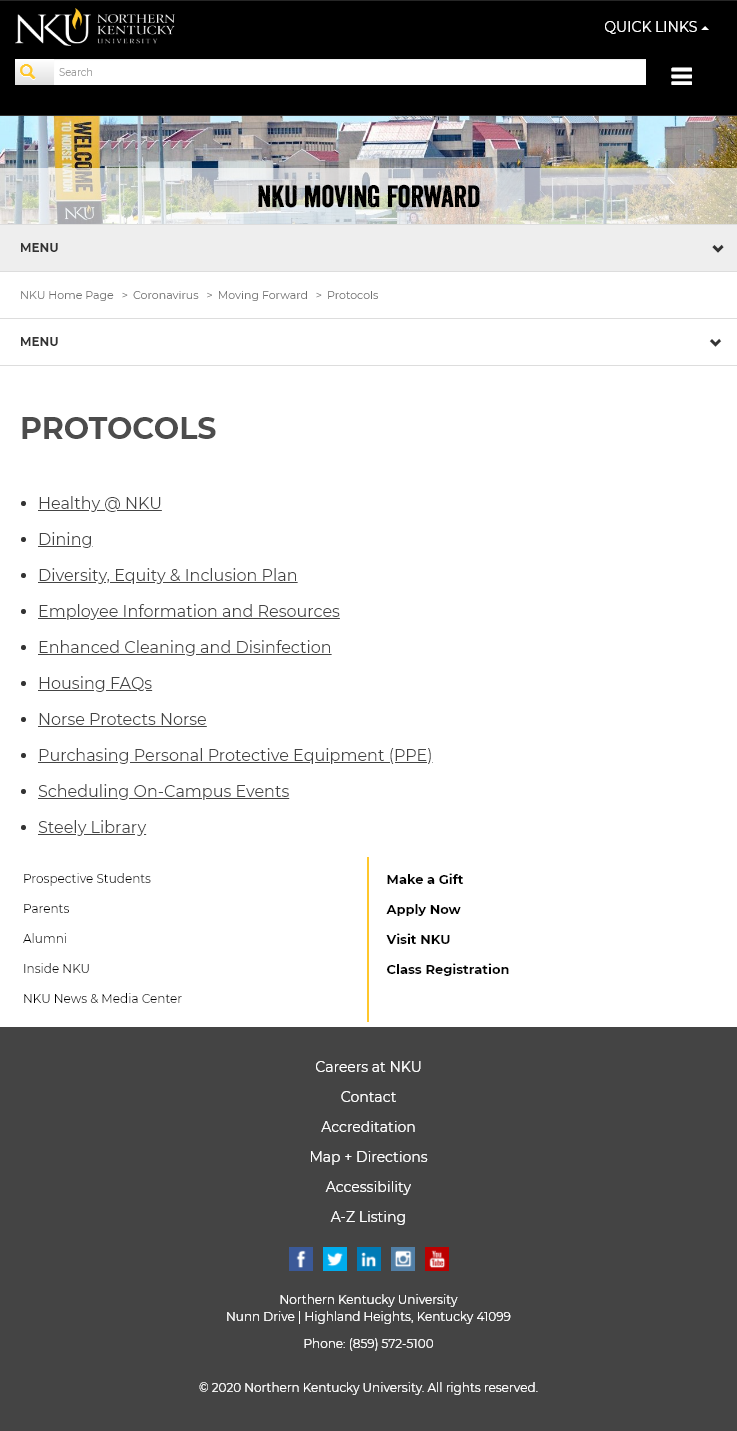 NKU NORTHERN KENTUCKY UNIVERSITY
QUICK LINKS
Search
WELCOME
TO NORSE NATION
NKU
NKU
NKU MOVING FORWARD
MENU
NKU Home Page > Coronavirus > Moving Forward > Protocols
MENU
PROTOCOLS
• Healthy @ NKU
• Dining
• Diversity, Equity & Inclusion Plan
• Employee Information and Resources
• Enhanced Cleaning and Disinfection
• Housing FAQs
• Norse Protects Norse
• Purchasing Personal Protective Equipment (PPE)
• Scheduling On-Campus Events
• Steely Library
Prospective Students
Parents
Alumni
Inside NKU
NKU News & Media Center
Make a Gift
Apply Now
Visit NKU
Class Registration
Careers at NKU
Contact
Accreditation
Map + Directions
Accessibility
A-Z Listing
f in You Tube
Northern Kentucky University
Nunn Drive | Highland Heights, Kentucky 41099
Phone: (859) 572-5100
© 2020 Northern Kentucky University. All rights reserved.